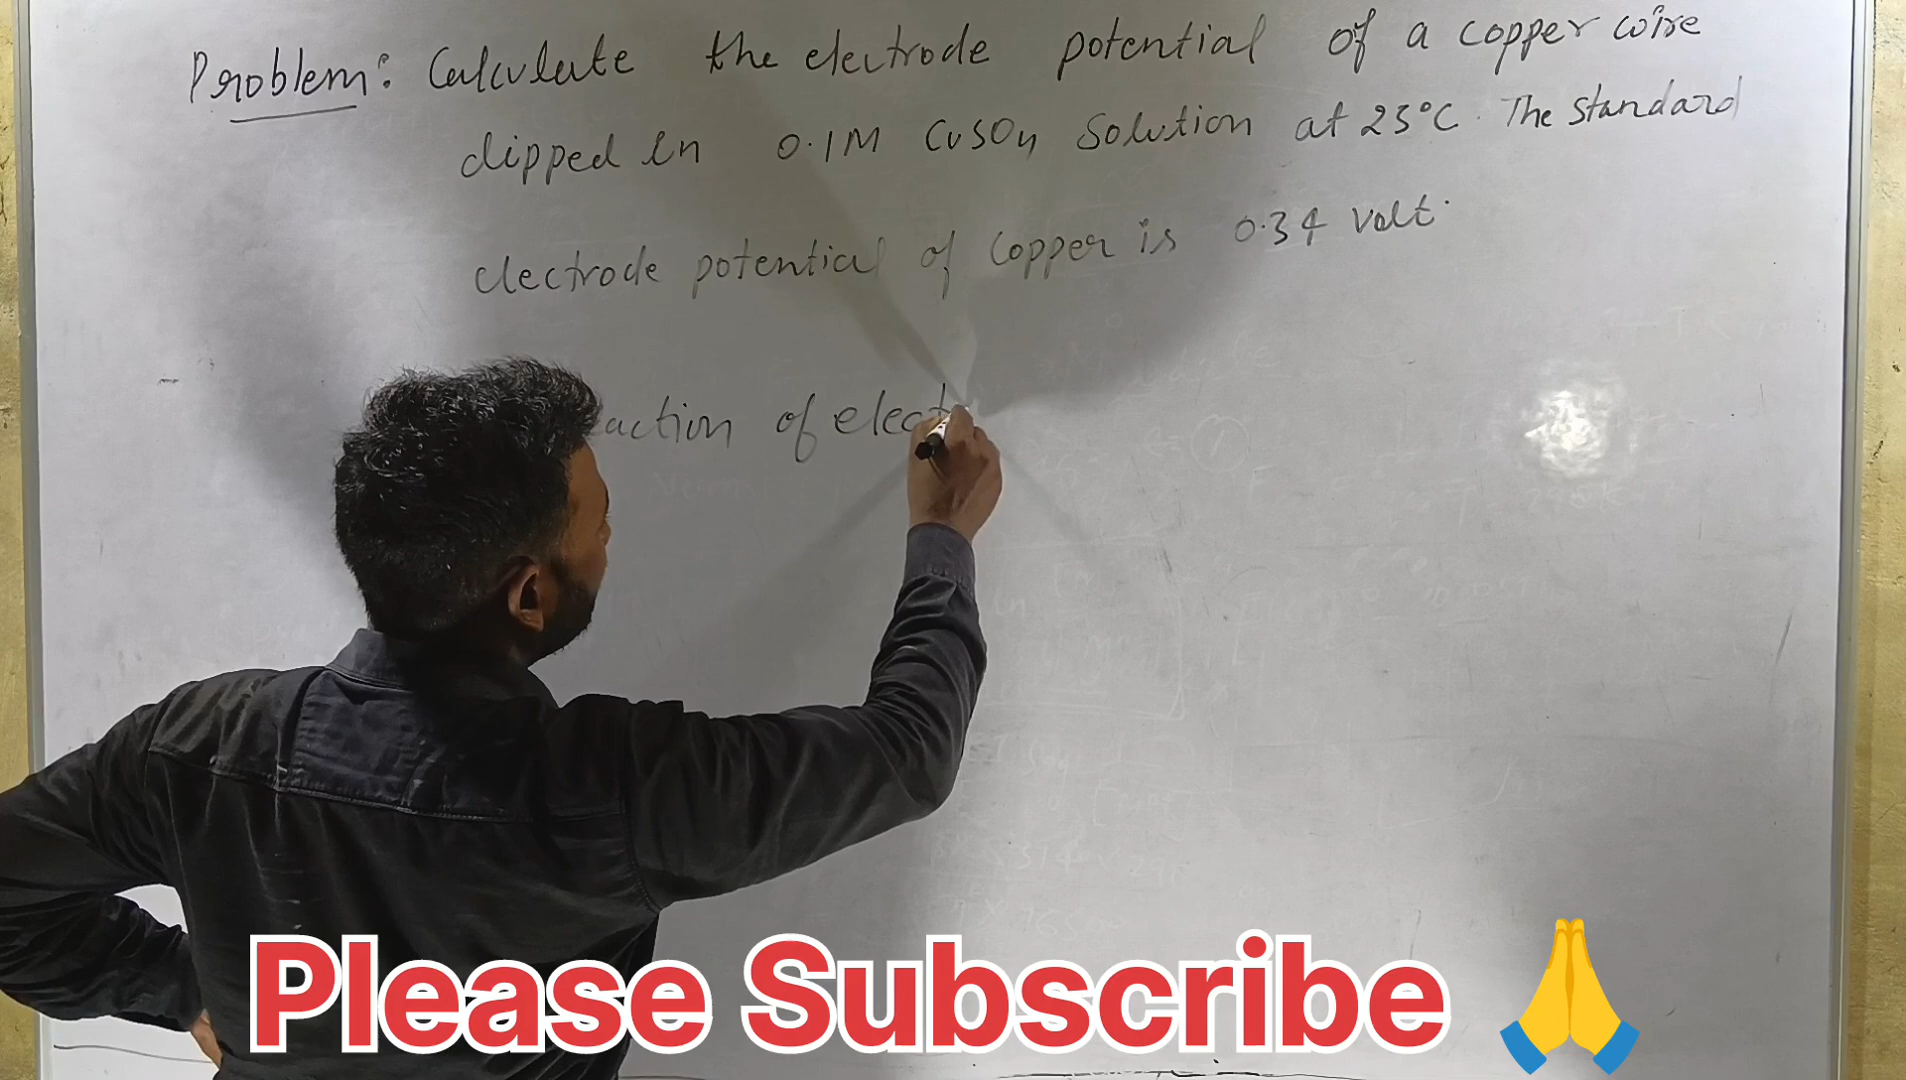 Problem: Calculate the electrode potential of a copper wire
dipped in 0.1M CuSO4 Solution at 25°C. The standard
electrode potential of Copper is 0.34 volt.
action of elect
Please Subscribe 🙏